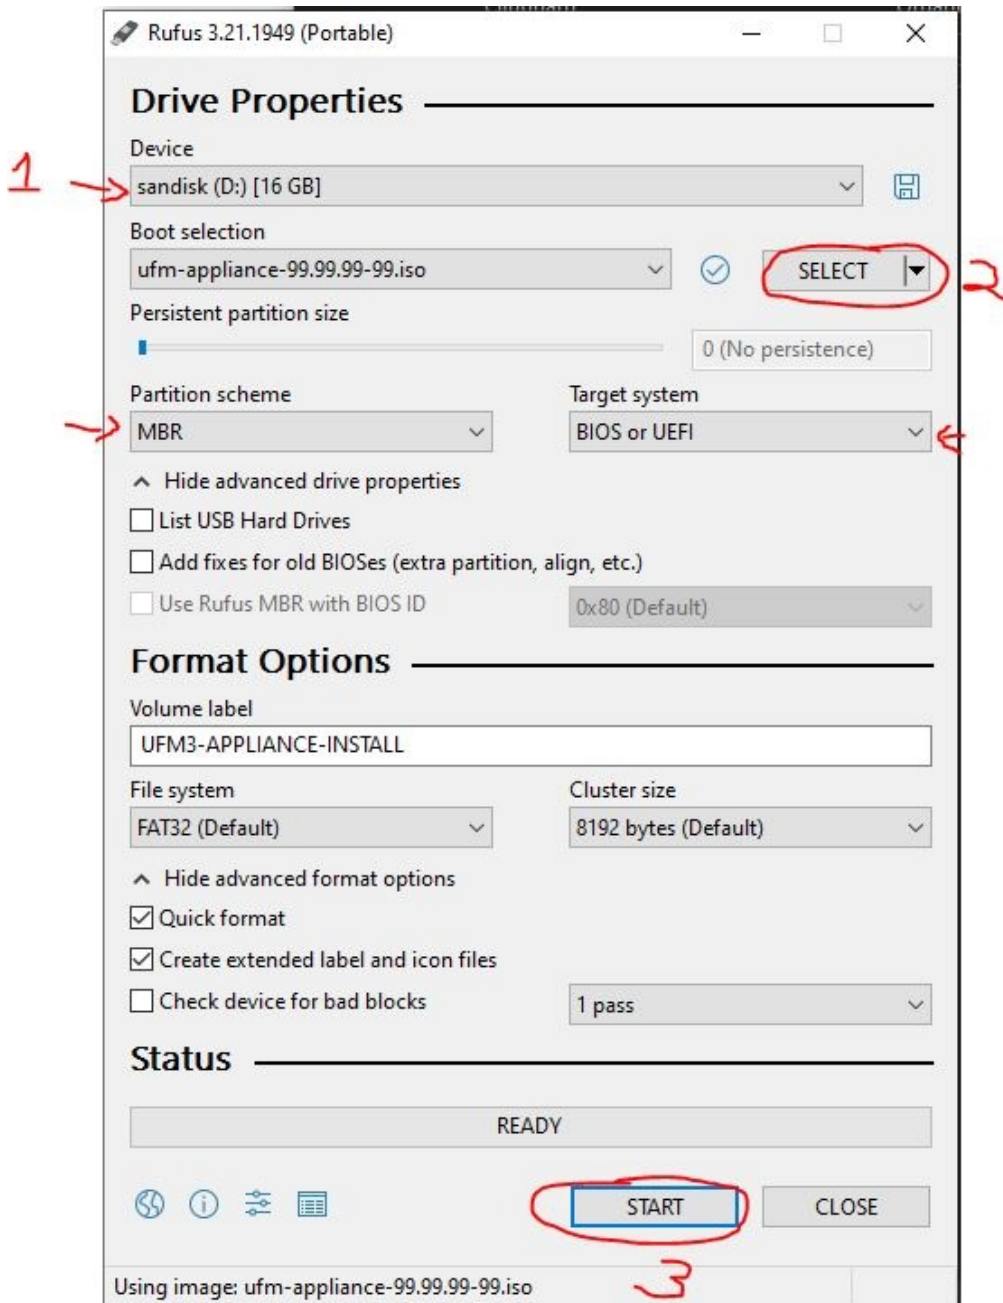 Rufus 3.21.1949 (Portable)
Drive Properties
Device
1
sandisk (D:) [16 GB]
Boot selection
ufm-appliance-99.99.99-99.iso
SELECT
2
Persistent partition size
0 (No persistence)
Partition scheme
Target system
MBR
BIOS or UEFI
Hide advanced drive properties
List USB Hard Drives
Add fixes for old BIOSes (extra partition, align, etc.)
Use Rufus MBR with BIOS ID
0x80 (Default)
Format Options
Volume label
UFM3-APPLIANCE-INSTALL
File system
Cluster size
FAT32 (Default)
8192 bytes (Default)
Hide advanced format options
Quick format
Create extended label and icon files
Check device for bad blocks
1 pass
Status
READY
START
CLOSE
3
Using image: ufm-appliance-99.99.99-99.iso